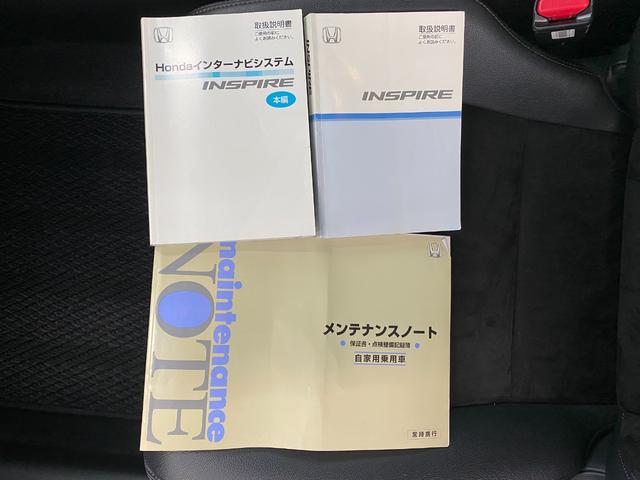 取扱説明書
ご使用の前に
よくお読みください。
Hondaインターナビシステム
INSPIRE
本編
取扱説明書
ご使用の前に
よくお読みください。
INSPIRE
INSPIRE
maintenance
NOTE
メンテナンスノート
保証書・点検整備記録簿
自家用乗用車
常時携行
PRESS